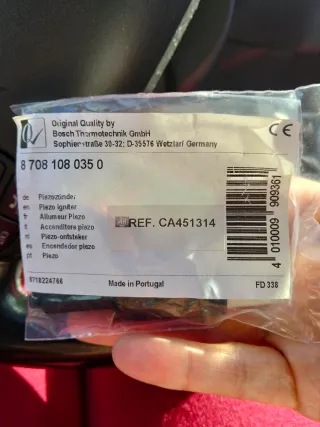 Original Quality by
Bosch Thermotechnik GmbH
Sophienstraße 30-32; D-35576 Wetzlar/ Germany
CE
8 708 108 035 0
de Piezozünder
en Piezo igniter
fr Allumeur Piezo
it Accenditore piezo
nl Piezo-ontsteker
es Encendedor piezo
pt Piezo
REF. CA451314
4 010009 909361
8718224766
Made in Portugal
FD 338